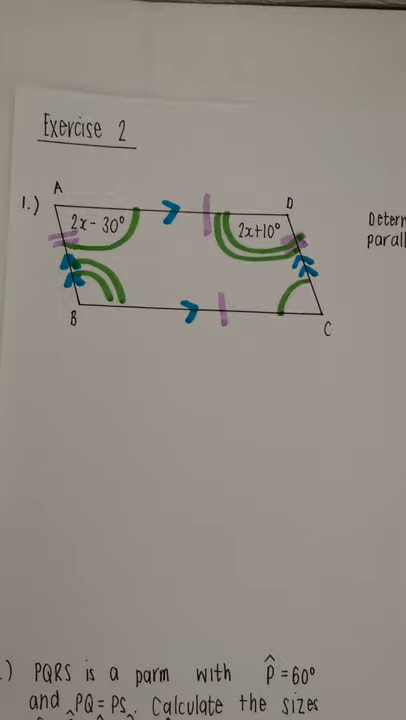 Exercise 2
1.)
A
D
2x - 30°
2x+10°
B
C
parall
.) PQRS is a parm with P̂ = 60°
and PQ = PS. Calculate the sizes